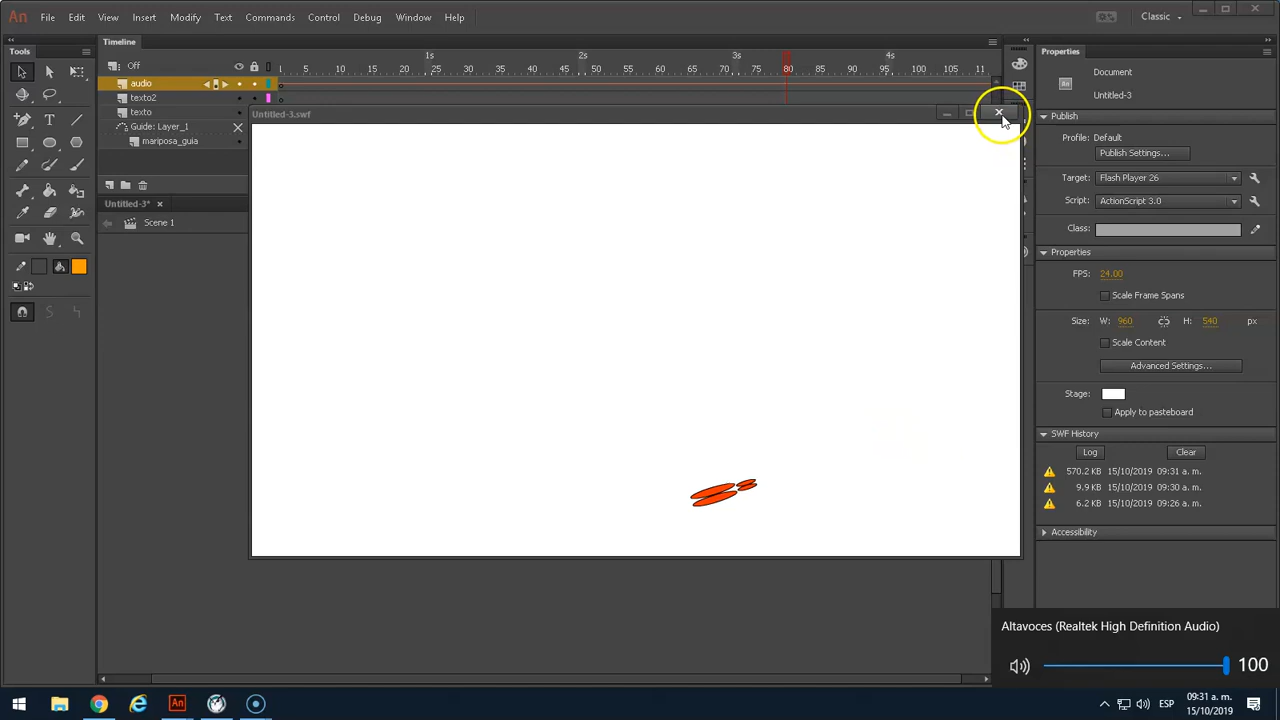 An File Edit View Insert Modify Text Commands Control Debug Window Help Classic
Tools Timeline Properties
1s 2s 3s 4s
Off 1 5 10 15 20 25 30 35 40 45 50 55 60 65 70 75 80 85 90 95 100 105 11
audio
texto2
texto
Guide: Layer_1
mariposa_guia
Untitled-3.swf
Untitled-3*
Scene 1
T
An Document
Untitled-3
Publish
Profile: Default
Publish Settings...
Target: Flash Player 26
Script: ActionScript 3.0
Class:
Properties
FPS: 24.00
Scale Frame Spans
Size: W: 960 H: 540 px
Scale Content
Advanced Settings...
Stage:
Apply to pasteboard
SWF History
Log Clear
570.2 KB 15/10/2019 09:31 a. m.
9.9 KB 15/10/2019 09:30 a. m.
6.2 KB 15/10/2019 09:26 a. m.
Accessibility
Altavoces (Realtek High Definition Audio)
100
An ESP 09:31 a. m.
15/10/2019